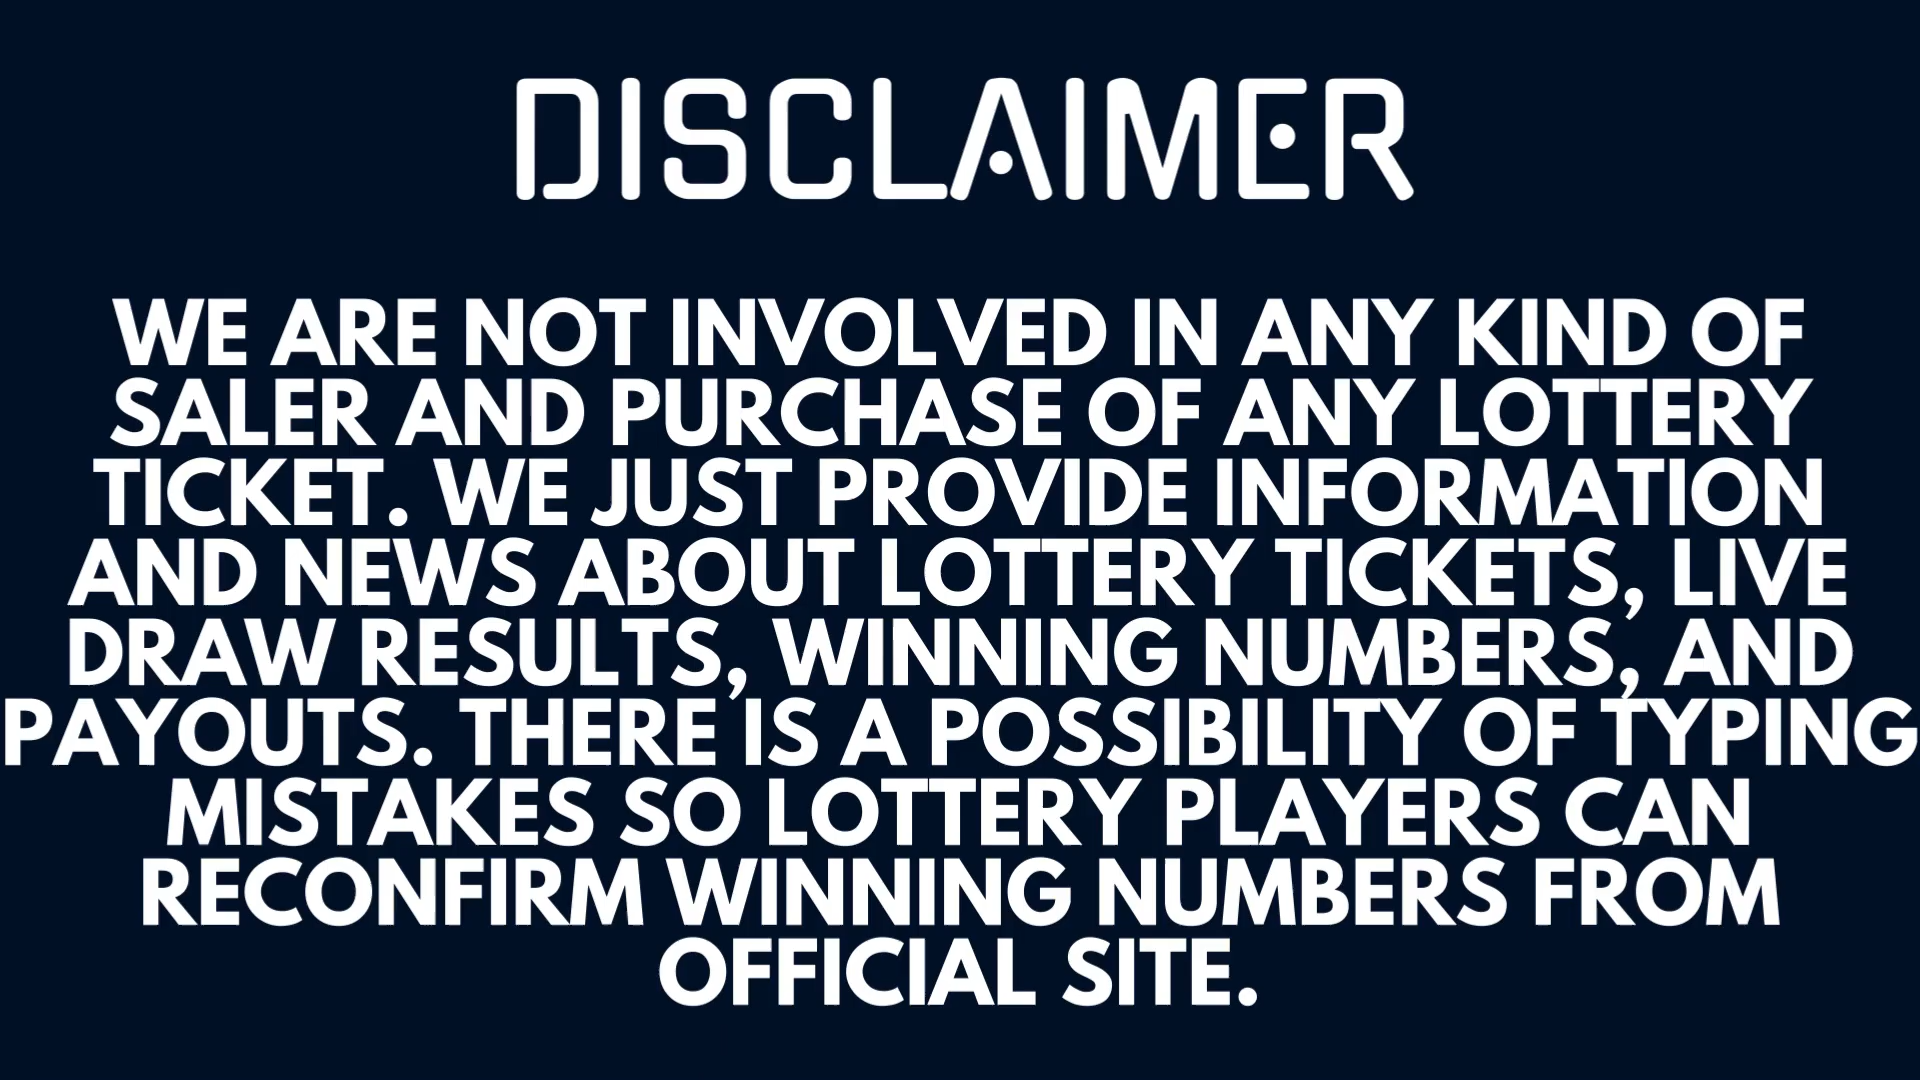 DISCLAIMER
WE ARE NOT INVOLVED IN ANY KIND OF
SALER AND PURCHASE OF ANY LOTTERY
TICKET. WE JUST PROVIDE INFORMATION
AND NEWS ABOUT LOTTERY TICKETS, LIVE
DRAW RESULTS, WINNING NUMBERS, AND
PAYOUTS. THERE IS A POSSIBILITY OF TYPING
MISTAKES SO LOTTERY PLAYERS CAN
RECONFIRM WINNING NUMBERS FROM
OFFICIAL SITE.